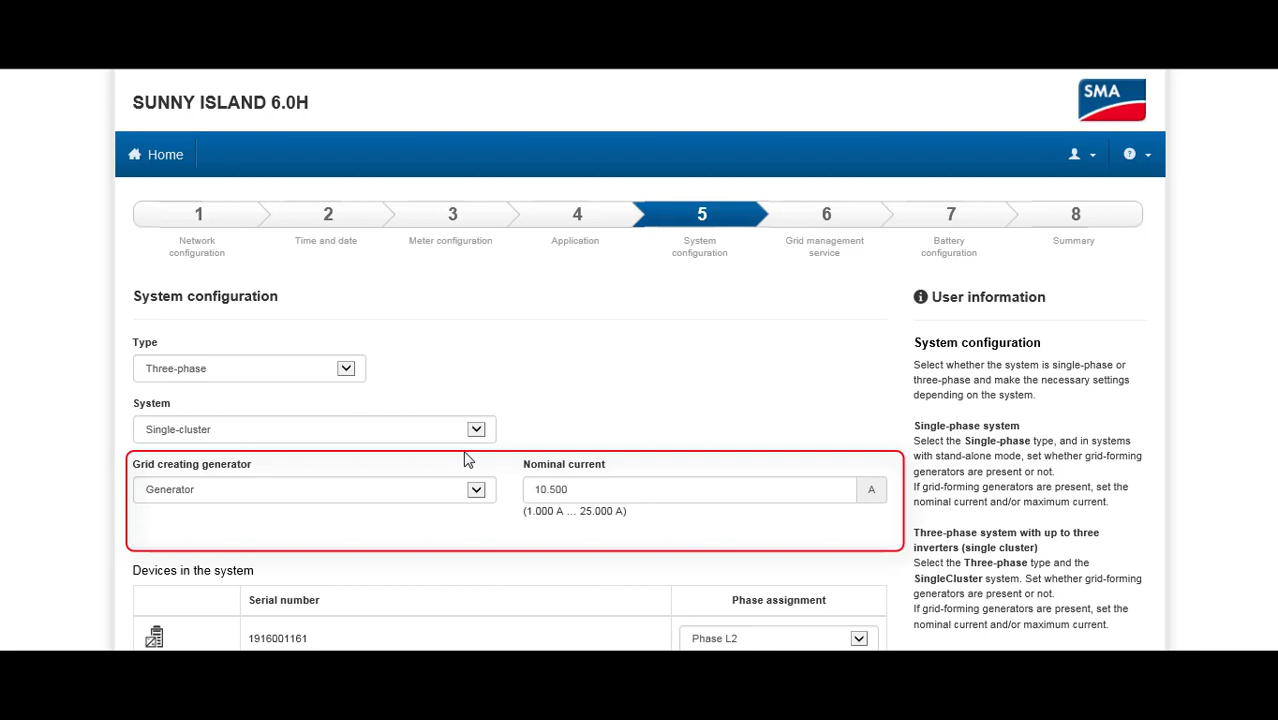 SUNNY ISLAND 6.0H
SMA
Home
1 2 3 4 5 6 7 8
Network configuration
Time and date
Meter configuration
Application
System configuration
Grid management service
Battery configuration
Summary
System configuration
Type
Three-phase
System
Single-cluster
Grid creating generator
Nominal current
Generator
10.500 A
(1.000 A ... 25.000 A)
Devices in the system
Serial number
Phase assignment
1916001161
Phase L2
User information
System configuration
Select whether the system is single-phase or
three-phase and make the necessary settings
depending on the system.
Single-phase system
Select the Single-phase type, and in systems
with stand-alone mode, set whether grid-forming
generators are present or not.
If grid-forming generators are present, set the
nominal current and/or maximum current.
Three-phase system with up to three
inverters (single cluster)
Select the Three-phase type and the
SingleCluster system. Set whether grid-forming
generators are present or not.
If grid-forming generators are present, set the
nominal current and/or maximum current.